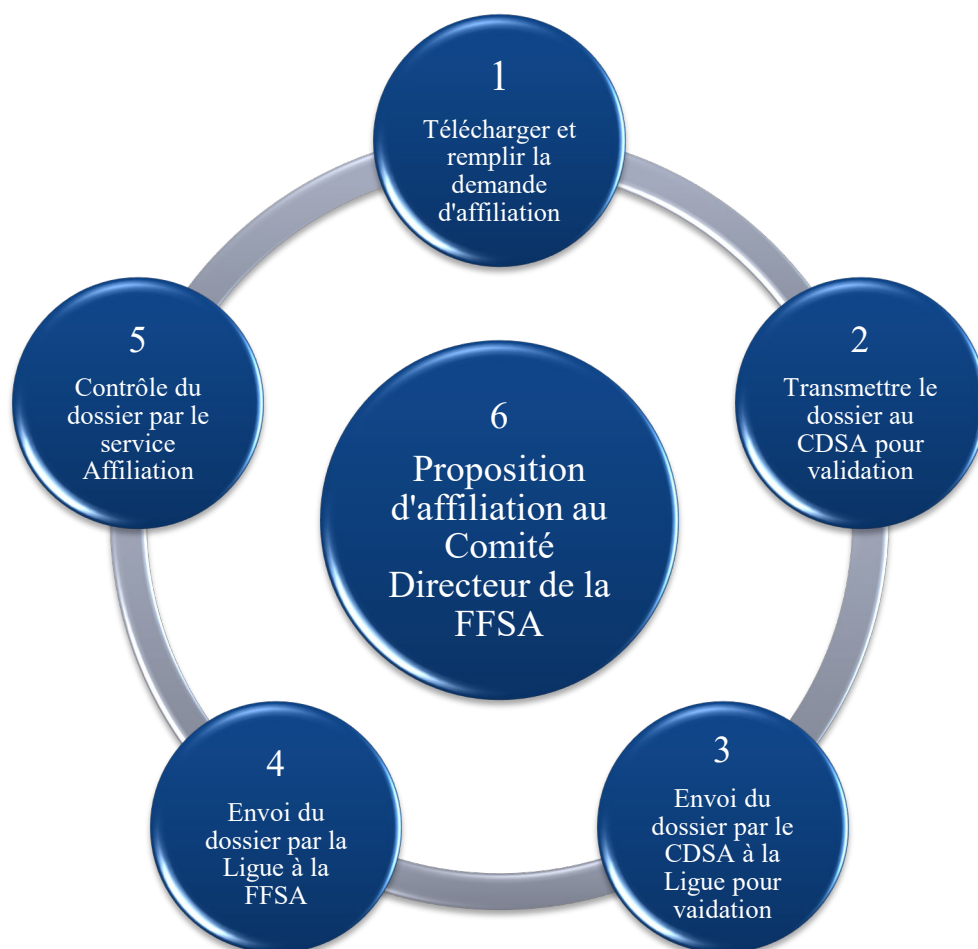 1
Télécharger et
remplir la
demande
d'affiliation
2
Transmettre le
dossier au
CDSA pour
validation
3
Envoi du
dossier par le
CDSA à la
Ligue pour
vaidation
4
Envoi du
dossier par la
Ligue à la
FFSA
5
Contrôle du
dossier par le
service
Affiliation
6
Proposition
d'affiliation au
Comité
Directeur de la
FFSA